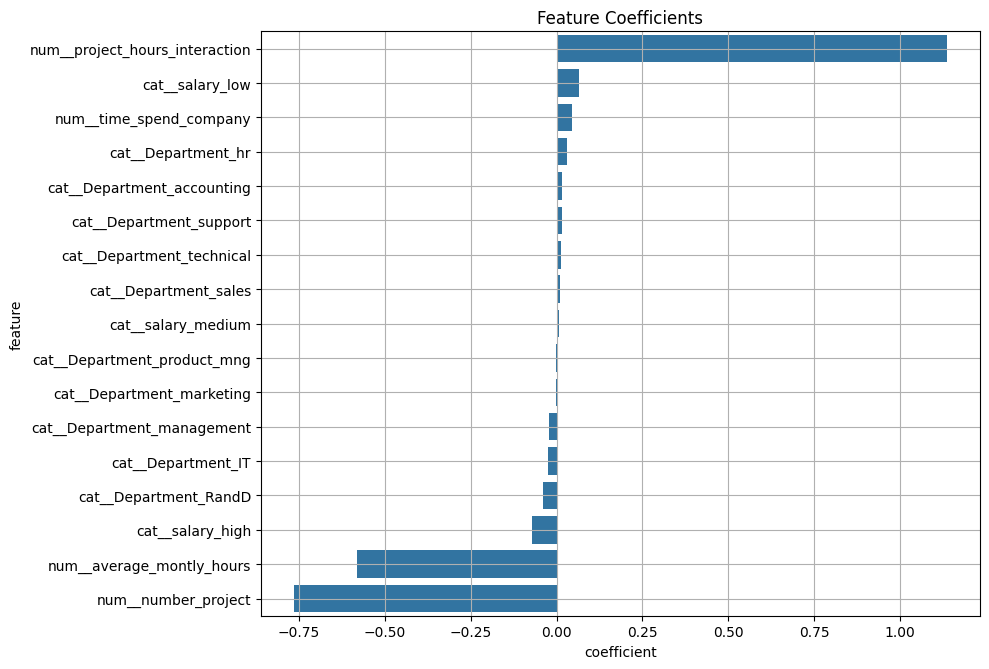 Feature Coefficients
num__project_hours_interaction
cat__salary_low
num__time_spend_company
cat__Department_hr
cat__Department_accounting
cat__Department_support
cat__Department_technical
cat__Department_sales
cat__salary_medium
cat__Department_product_mng
cat__Department_marketing
cat__Department_management
cat__Department_IT
cat__Department_RandD
cat__salary_high
num__average_montly_hours
num__number_project
feature
−0.75 −0.50 −0.25 0.00 0.25 0.50 0.75 1.00
coefficient